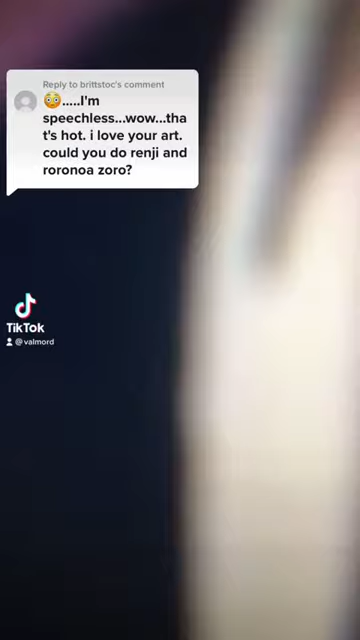 Reply to brittstoc's comment
😳.....I'm
speechless...wow...tha
t's hot. i love your art.
could you do renji and
roronoa zoro?
TikTok
@valmord